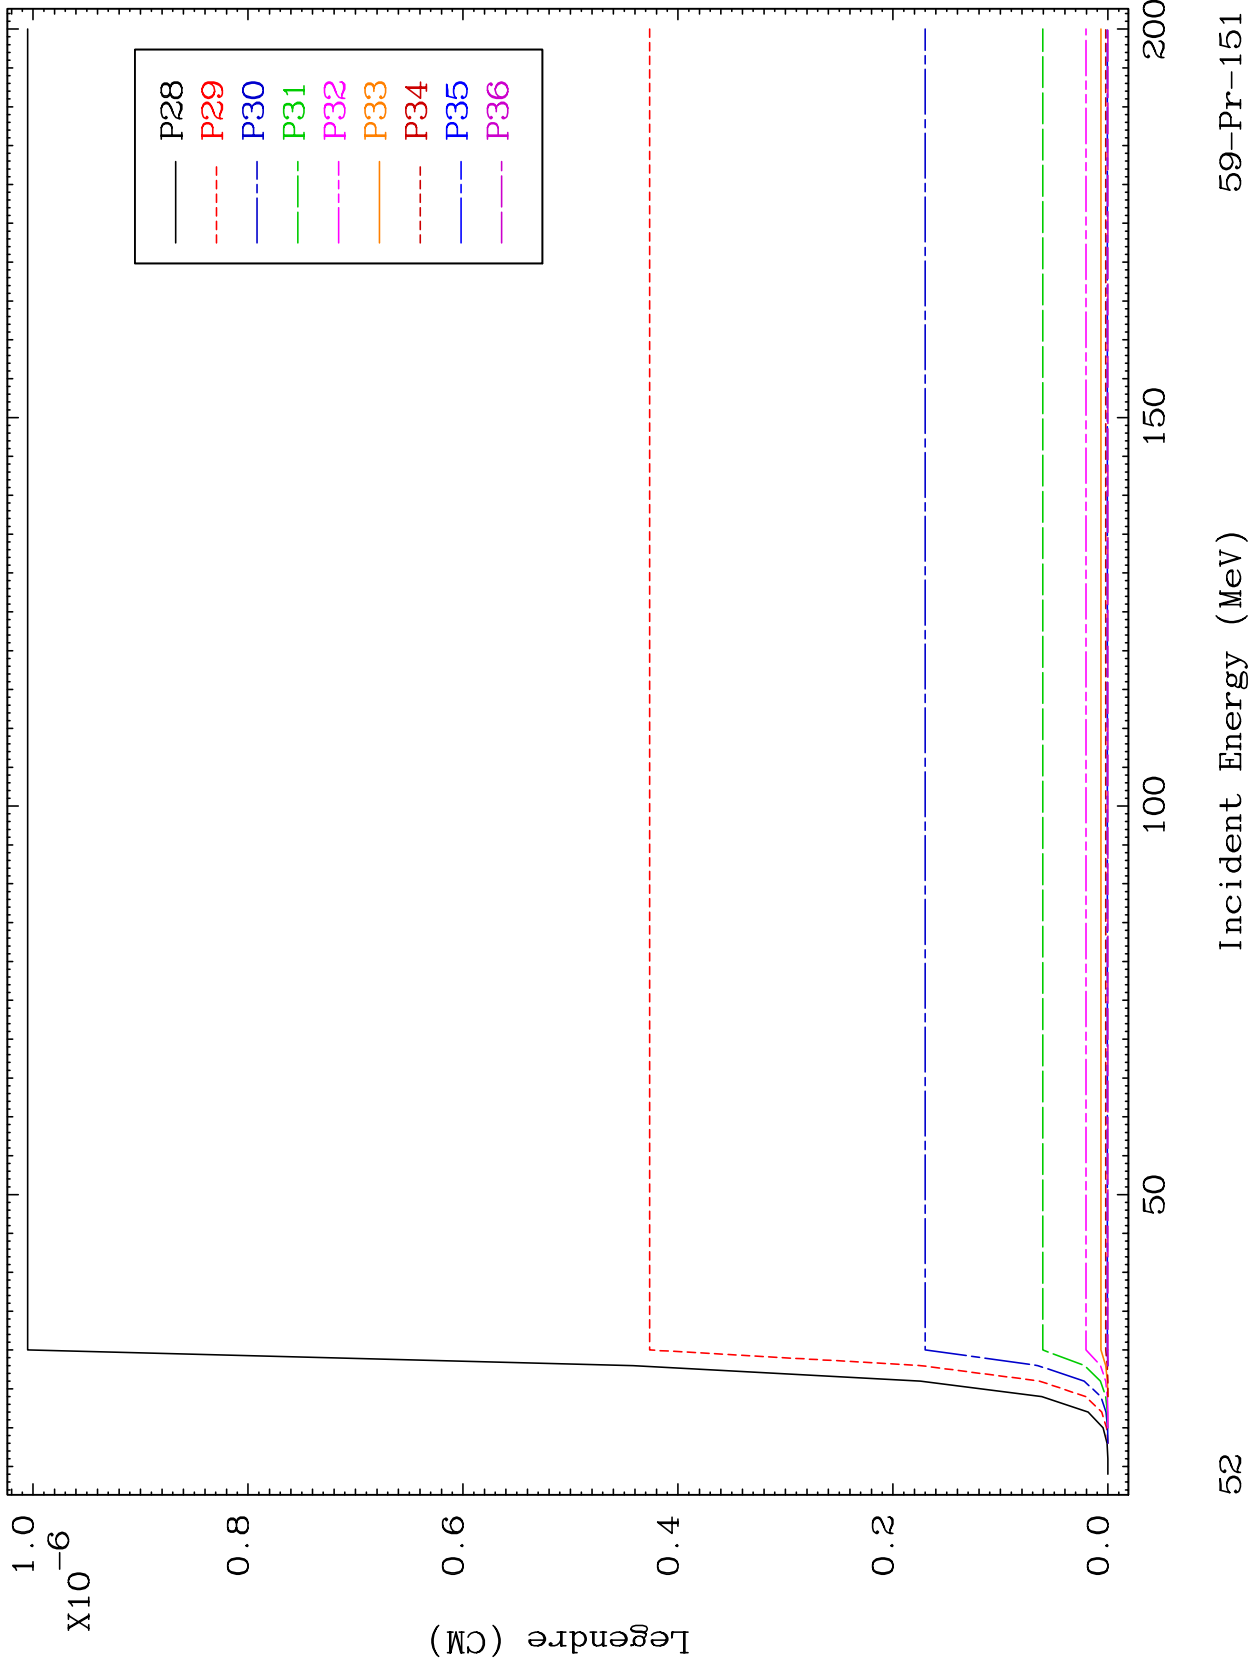 1.0
X10-6
0.8
0.6
0.4
0.2
0.0
Legendre (CM)
P28
P29
P30
P31
P32
P33
P34
P35
P36
50
100
150
200
Incident Energy (MeV)
52
59-Pr-151